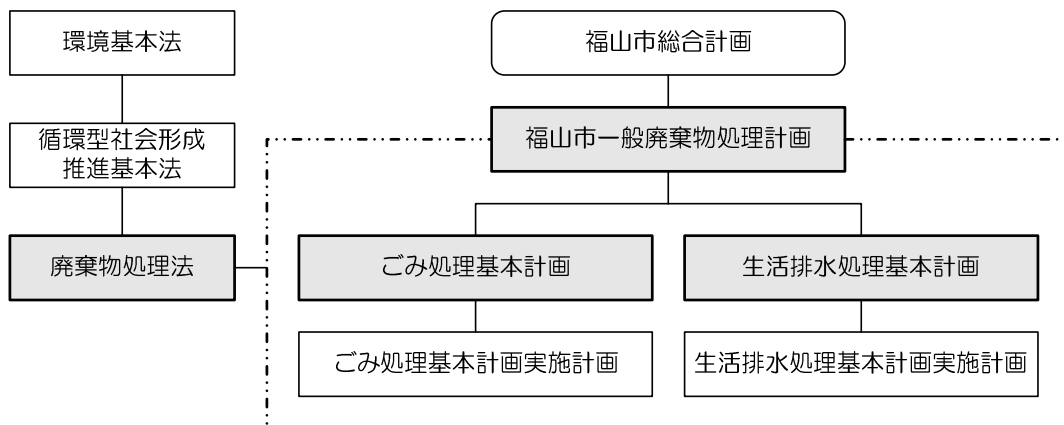 環境基本法
循環型社会形成
推進基本法
廃棄物処理法
福山市総合計画
福山市一般廃棄物処理計画
ごみ処理基本計画
生活排水処理基本計画
ごみ処理基本計画実施計画
生活排水処理基本計画実施計画